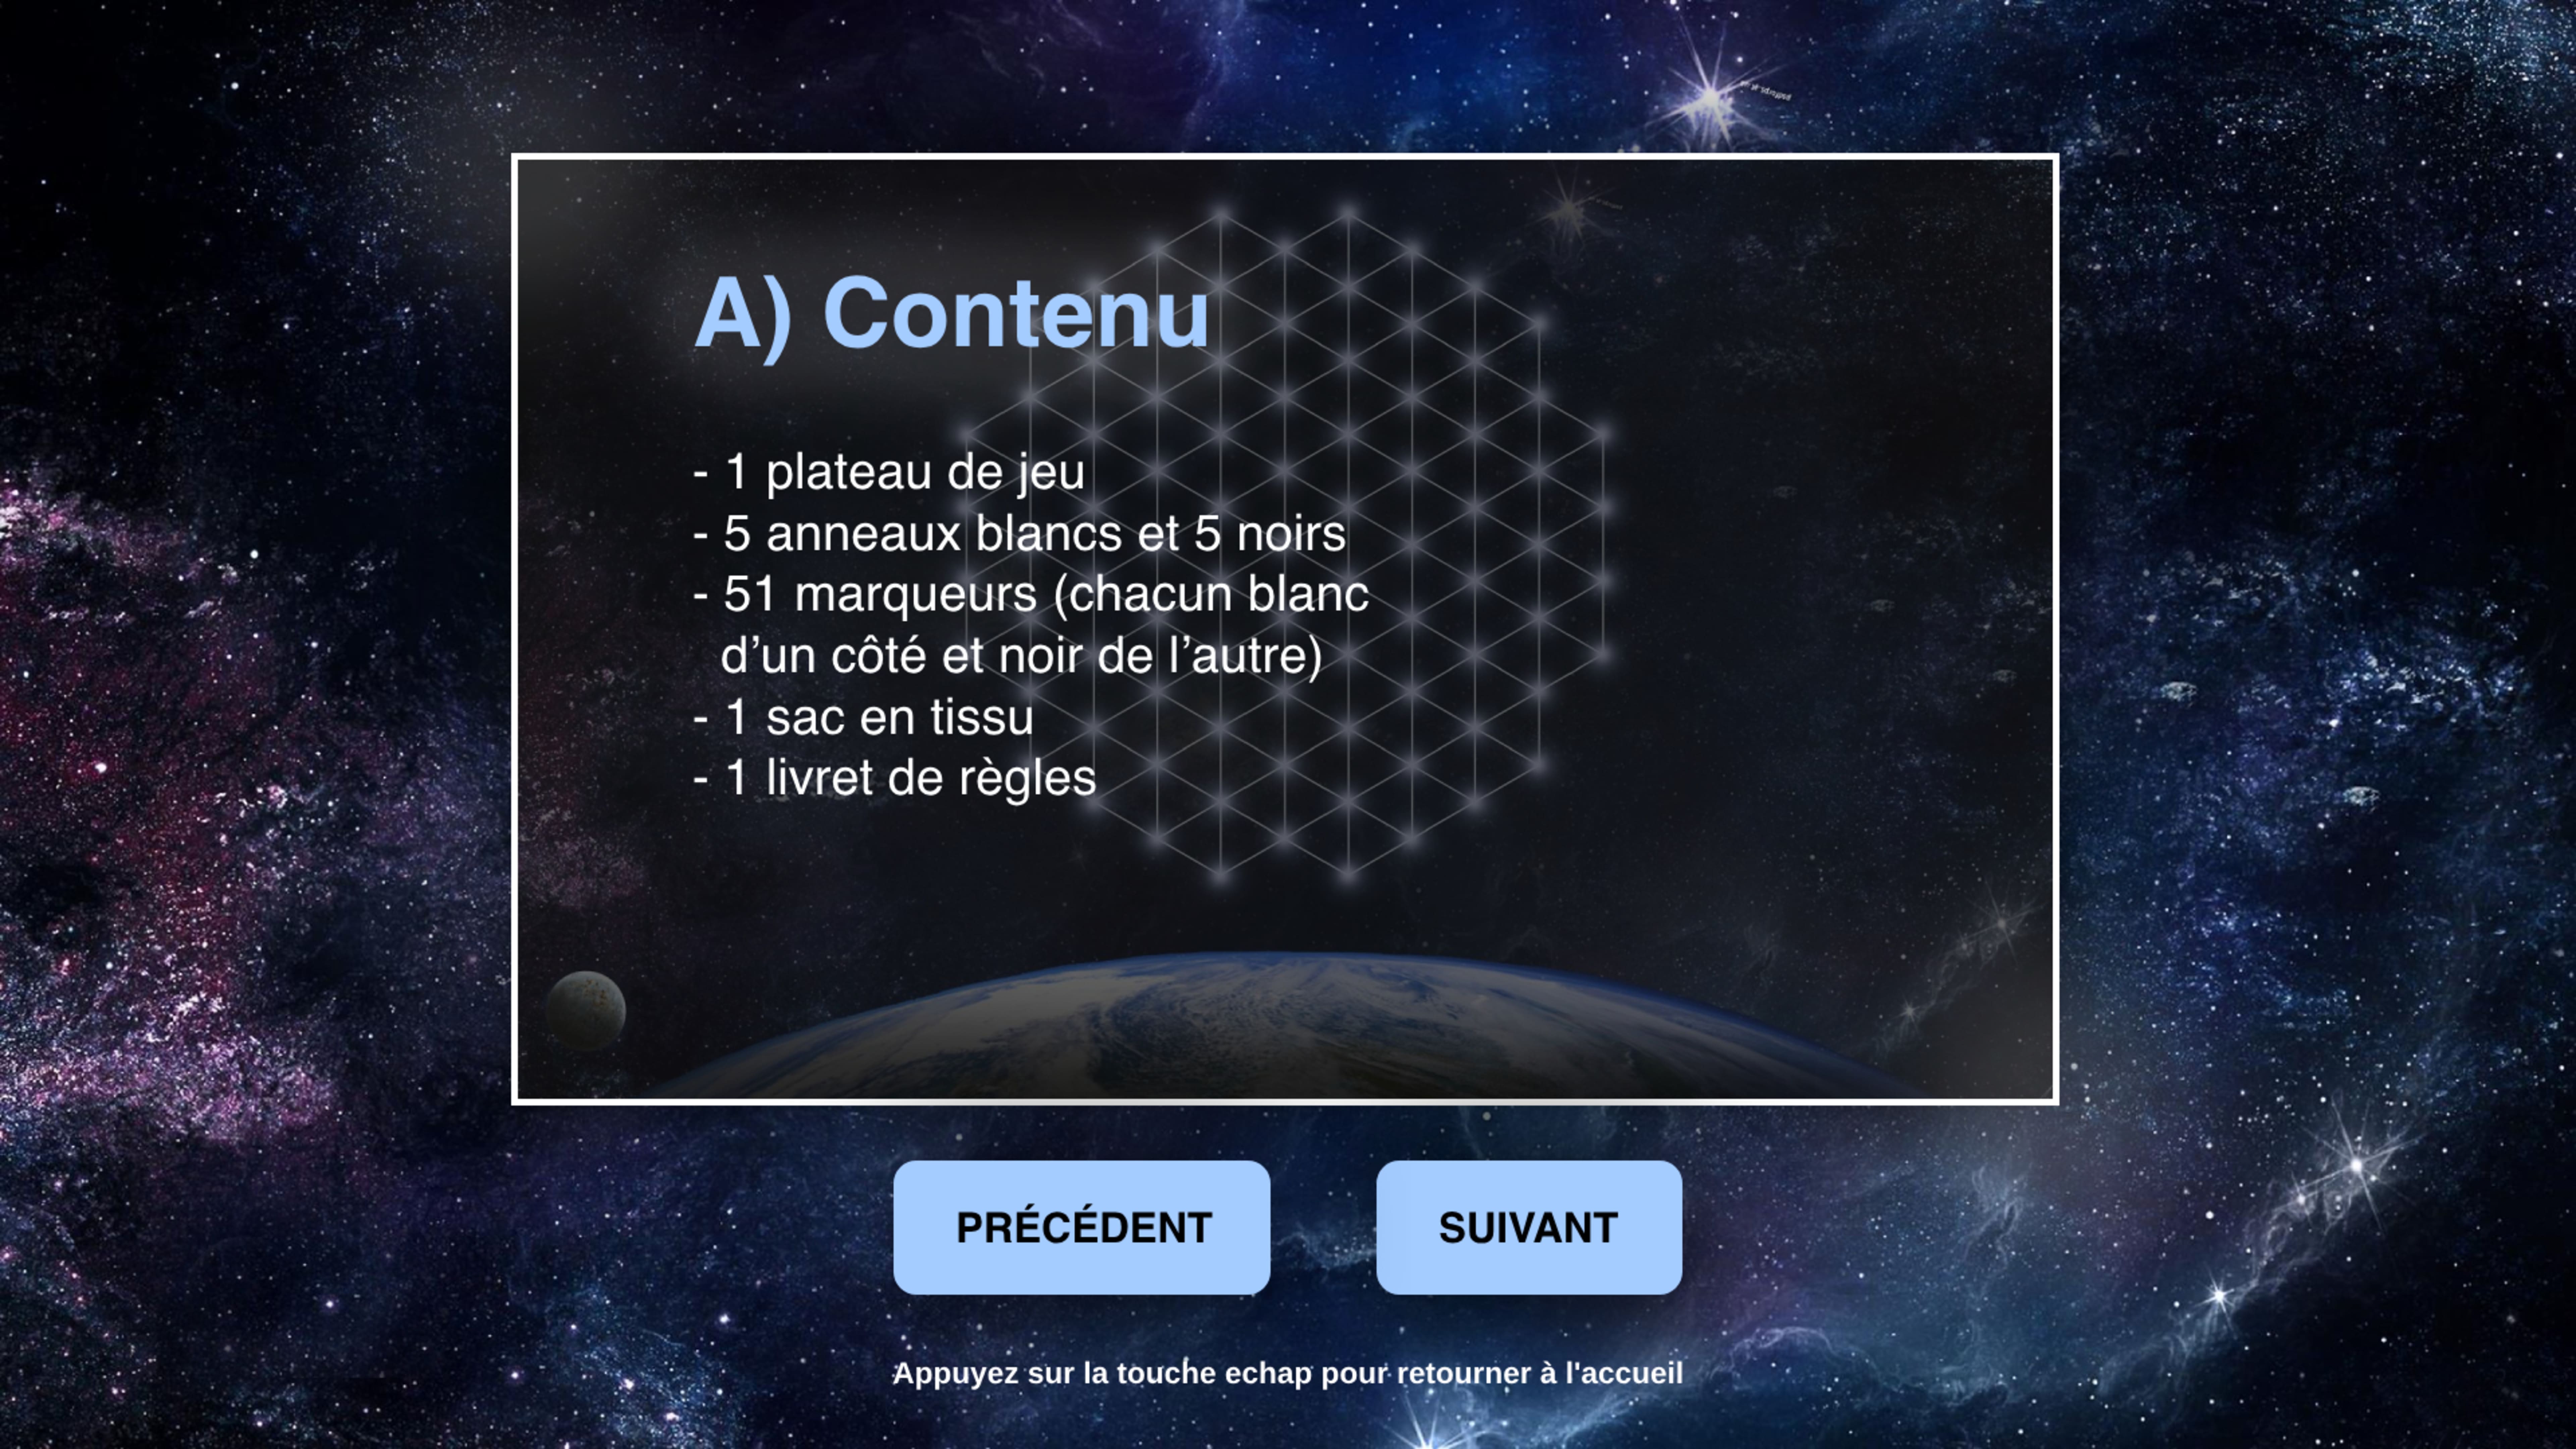 A) Contenu
- 1 plateau de jeu
- 5 anneaux blancs et 5 noirs
- 51 marqueurs (chacun blanc
d’un côté et noir de l’autre)
- 1 sac en tissu
- 1 livret de règles
PRÉCÉDENT
SUIVANT
Appuyez sur la touche echap pour retourner à l'accueil